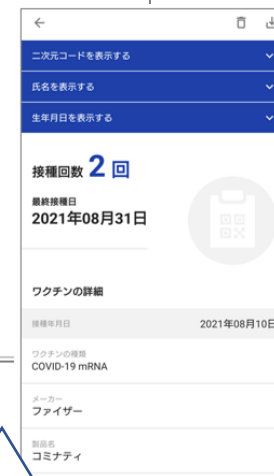 二次元コードを表示する
氏名を表示する
生年月日を表示する
接種回数 2 回
最終接種日
2021年08月31日
ワクチンの詳細
接種年月日 2021年08月10日
ワクチンの種類
COVID-19 mRNA
メーカー
ファイザー
製品名
コミナティ